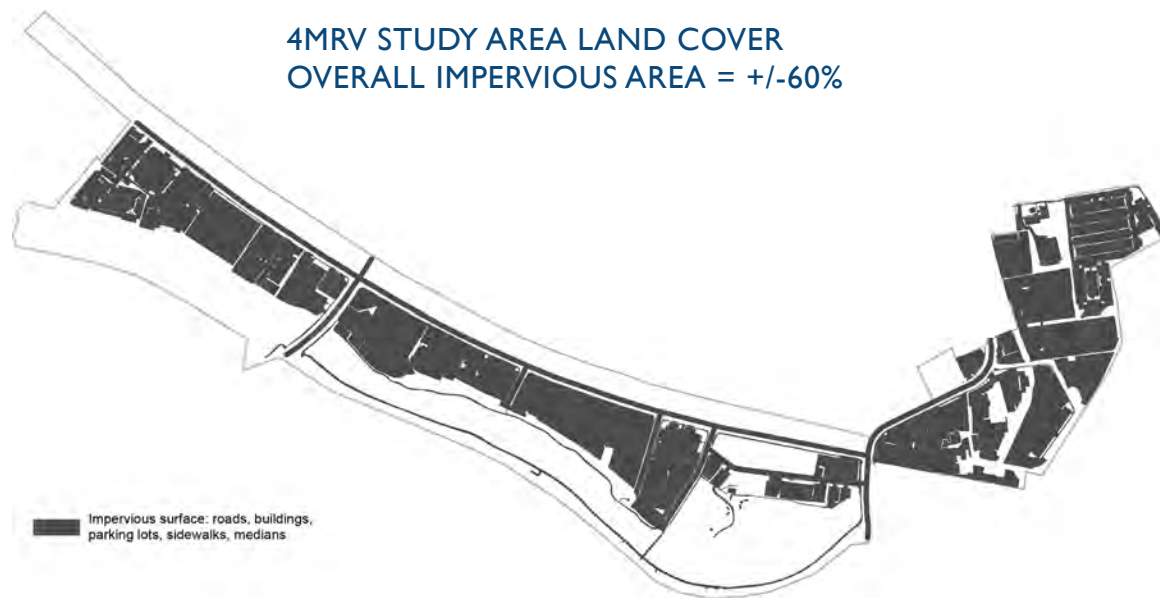 4MRV STUDY AREA LAND COVER
OVERALL IMPERVIOUS AREA = +/-60%
Impervious surface: roads, buildings,
parking lots, sidewalks, medians